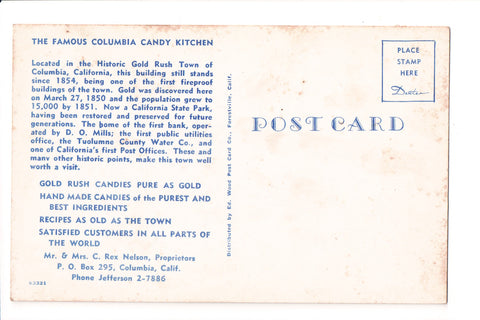 THE FAMOUS COLUMBIA CANDY KITCHEN
Located in the Historic Gold Rush Town of
Columbia, California, this building still stands
since 1854, being one of the first fireproof
buildings of the town. Gold was discovered here
on March 27, 1850 and the population grew to
15,000 by 1851. Now a California State Park,
having been restored and preserved for future
generations. The home of the first bank, oper-
ated by D. O. Mills; the first public utilities
office, the Tuolumne County Water Co., and
one of California's first Post Offices. These and
many other historic points, make this town well
worth a visit.
GOLD RUSH CANDIES PURE AS GOLD
HAND MADE CANDIES of the PUREST AND
BEST INGREDIENTS
RECIPES AS OLD AS THE TOWN
SATISFIED CUSTOMERS IN ALL PARTS OF
THE WORLD
Mr. & Mrs. C. Rex Nelson, Proprietors
P. O. Box 295, Columbia, Calif.
Phone Jefferson 2-7886
Distributed by Ed. Wood Post Card Co., Forestville, Calif.
POST CARD
PLACE
STAMP
HERE
Dexter